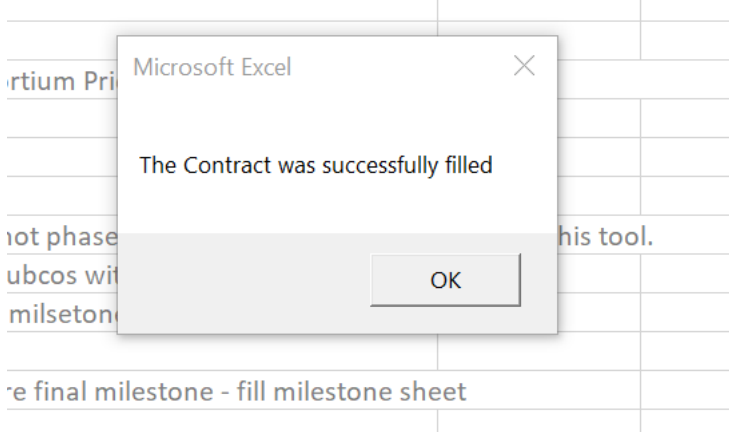 Microsoft Excel
rtium Pri
The Contract was successfully filled
not phase
his tool.
ubcos wit
OK
milsetone
re final milestone - fill milestone sheet